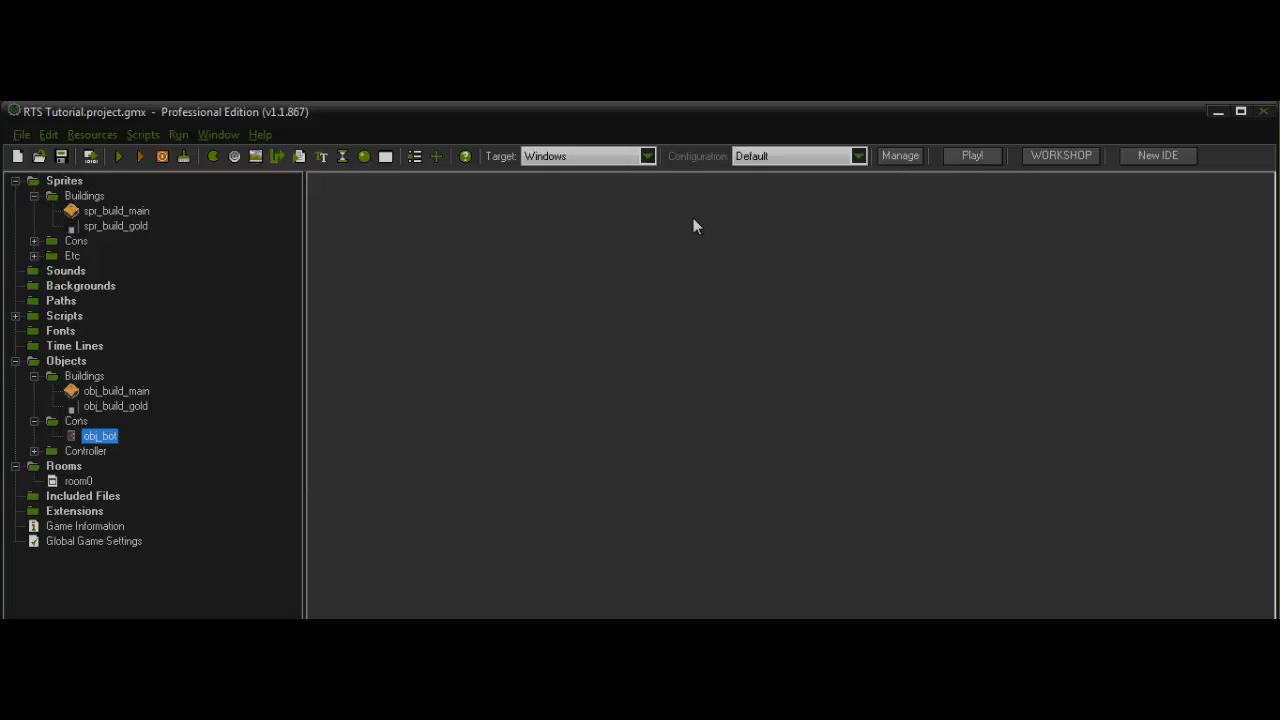 RTS Tutorial.project.gmx - Professional Edition (v1.1.867)
File Edit Resources Scripts Run Window Help
Target: Windows Configuration: Default Manage Play! WORKSHOP New IDE
Sprites
Buildings
spr_build_main
spr_build_gold
Cons
Etc
Sounds
Backgrounds
Paths
Scripts
Fonts
Time Lines
Objects
Buildings
obj_build_main
obj_build_gold
Cons
obj_bot
Controller
Rooms
room0
Included Files
Extensions
Game Information
Global Game Settings